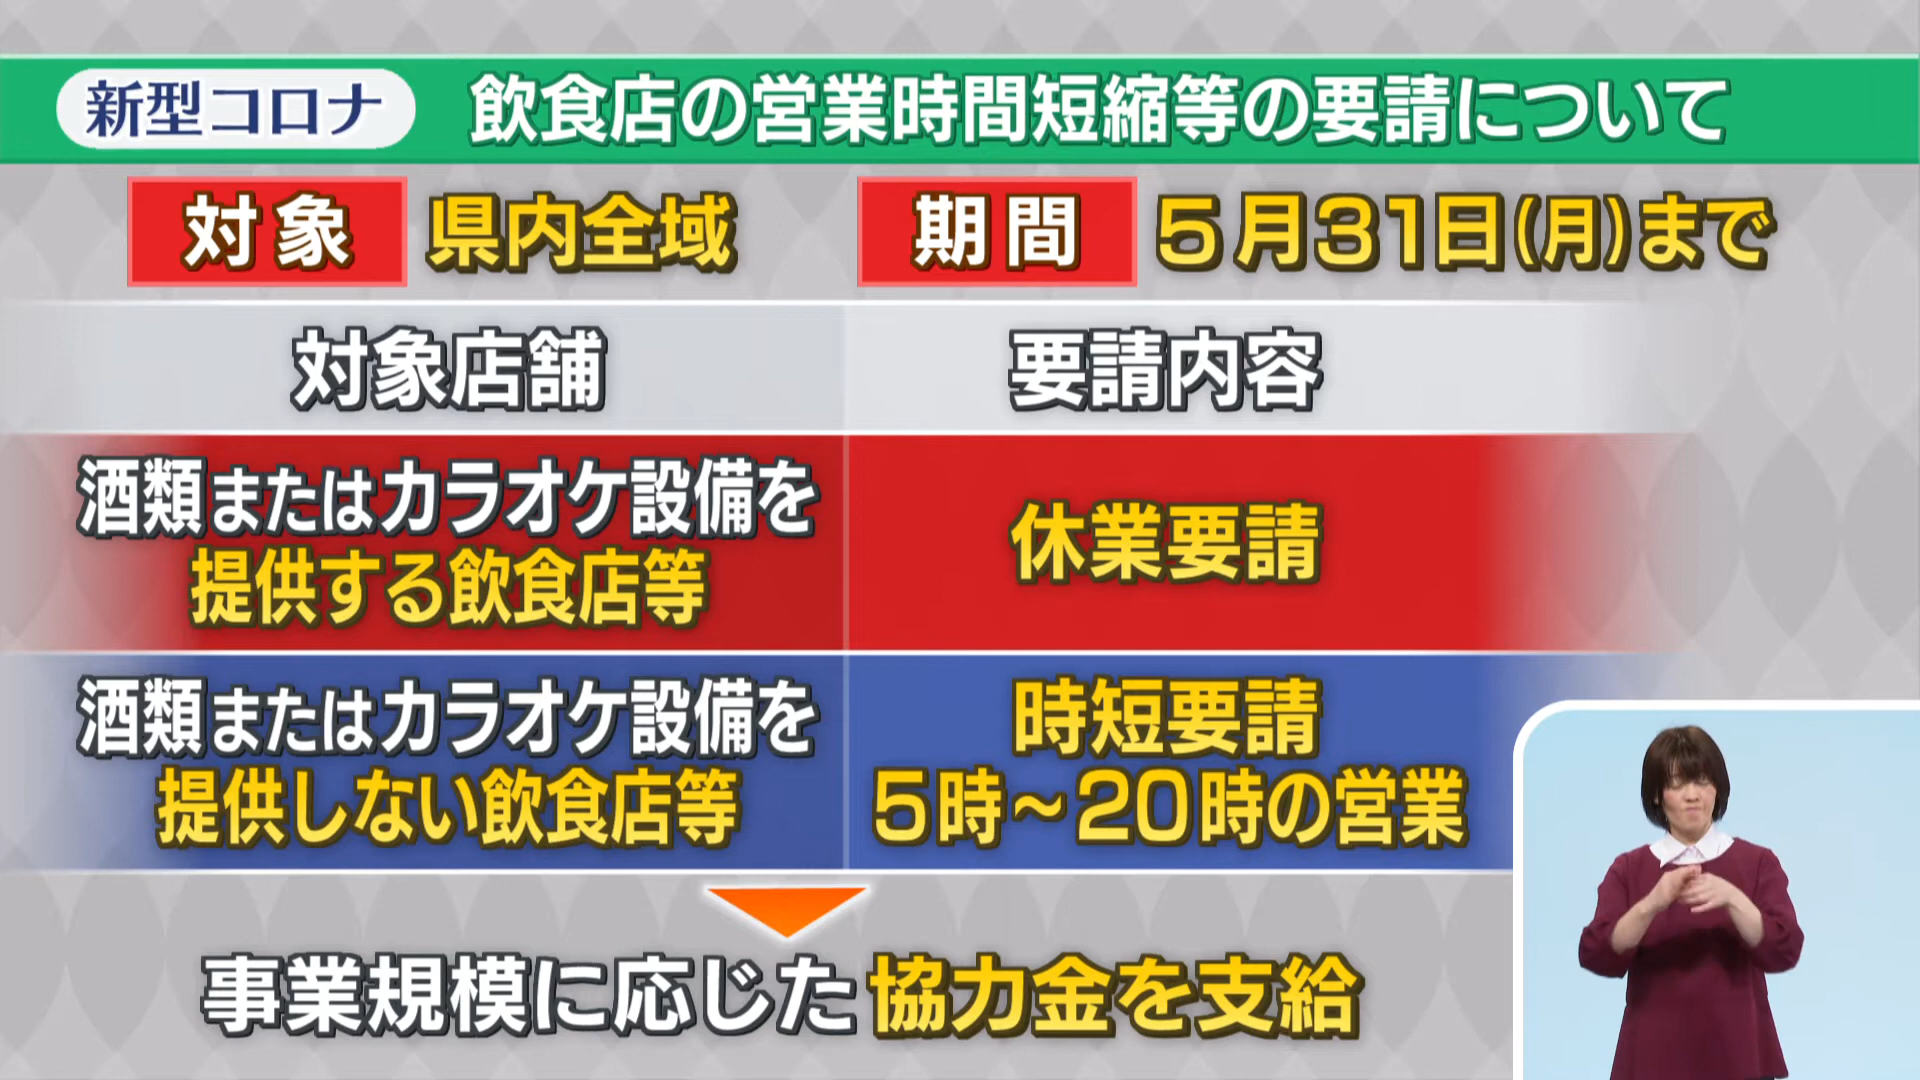 新型コロナ 飲食店の営業時間短縮等の要請について
対象 県内全域 期間 5月31日(月)まで
対象店舗 要請内容
酒類またはカラオケ設備を
提供する飲食店等
休業要請
酒類またはカラオケ設備を
提供しない飲食店等
時短要請
5時～20時の営業
事業規模に応じた協力金を支給